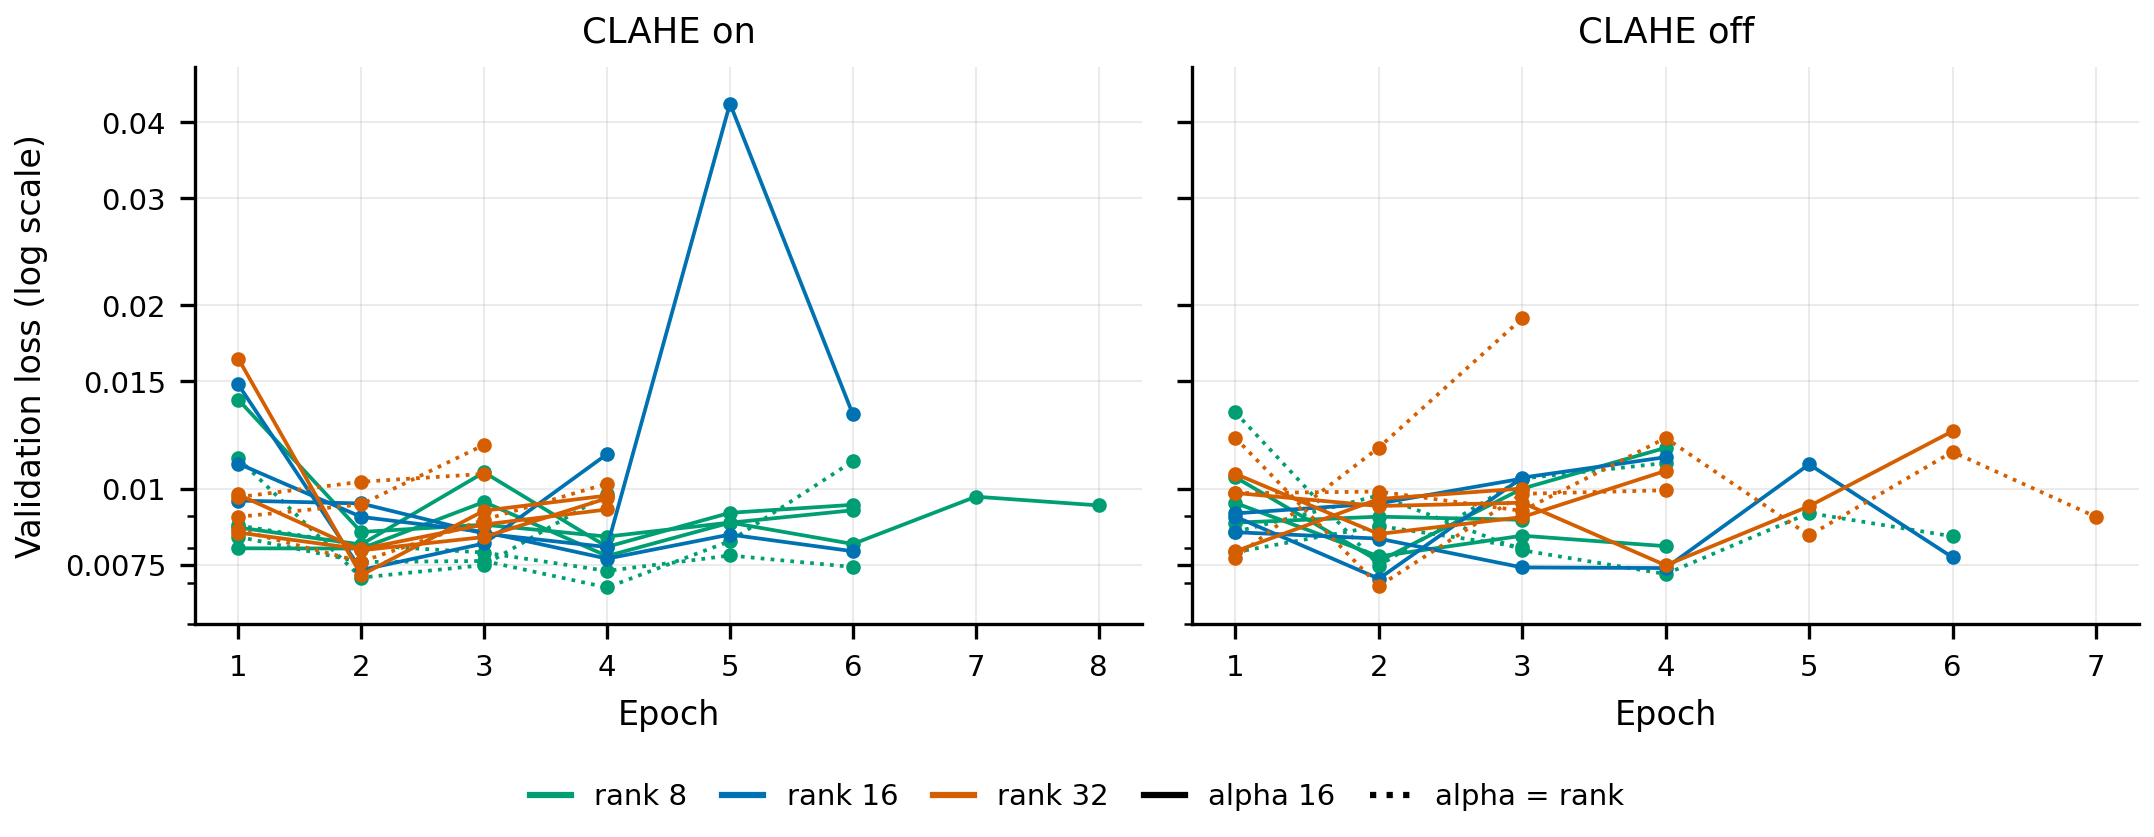 CLAHE on
CLAHE off
Validation loss (log scale)
0.04
0.03
0.02
0.015
0.01
0.0075
1 2 3 4 5 6 7 8
1 2 3 4 5 6 7
Epoch
Epoch
rank 8 rank 16 rank 32 alpha 16 alpha = rank